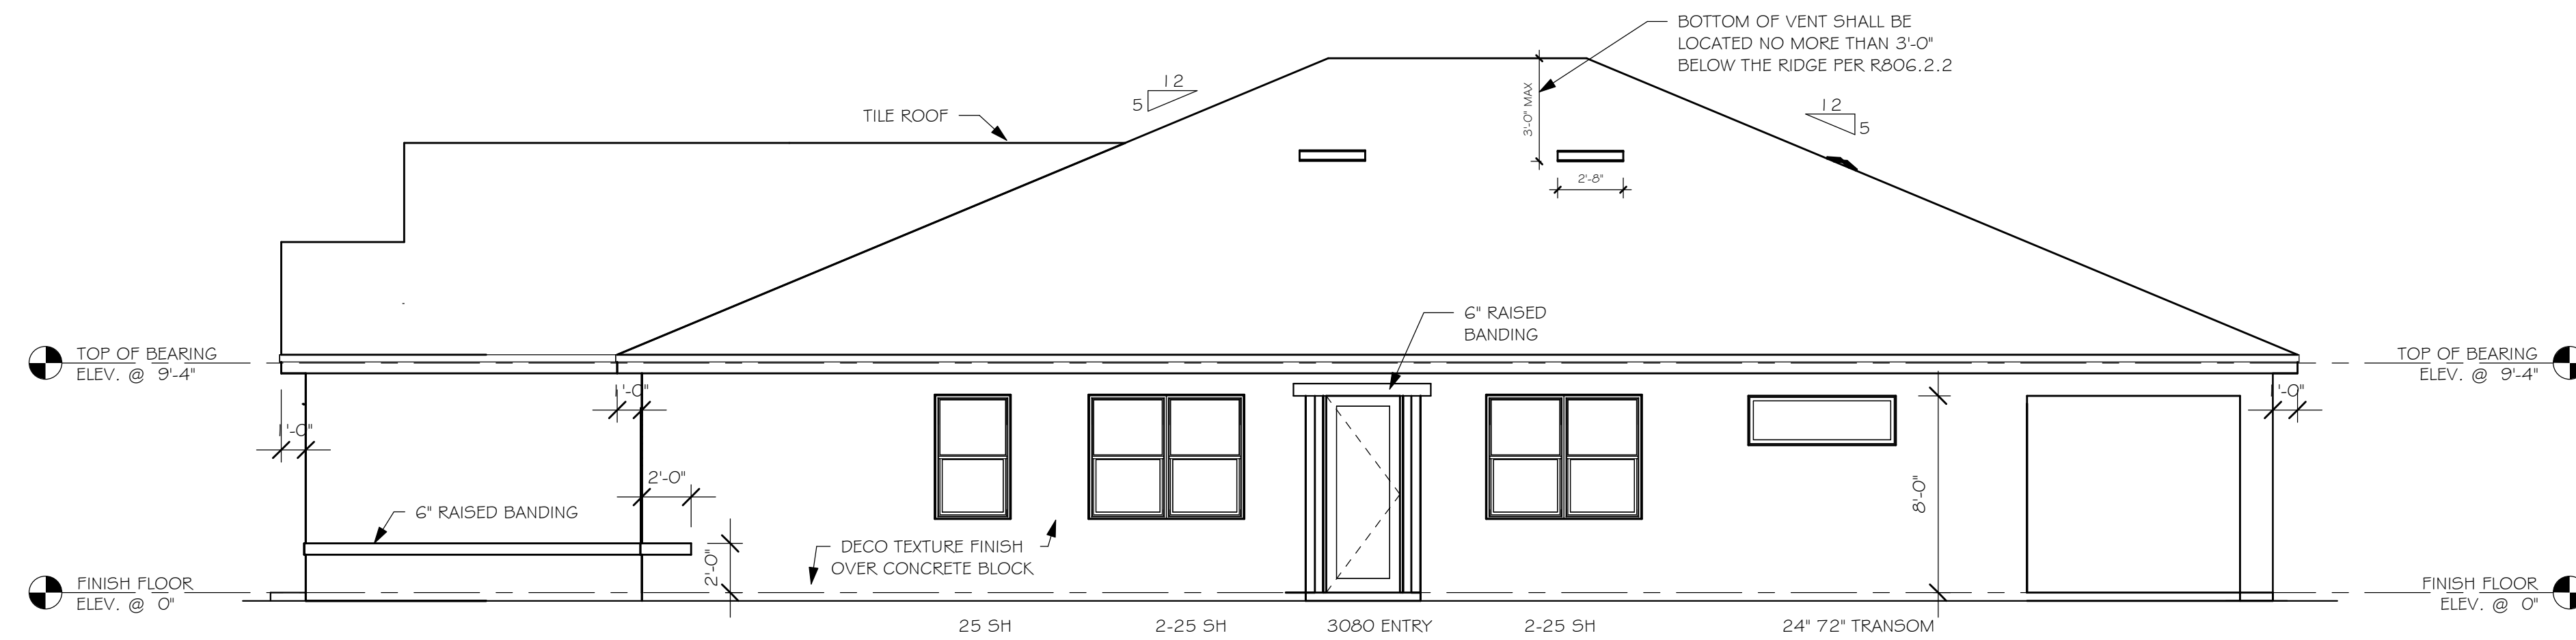 BOTTOM OF VENT SHALL BE
LOCATED NO MORE THAN 3'-0"
BELOW THE RIDGE PER R806.2.2
12
5
3'-0" MAX
12
5
TILE ROOF
2'-8"
6" RAISED
BANDING
TOP OF BEARING
ELEV. @ 9'-4"
TOP OF BEARING
ELEV. @ 9'-4"
1'-0"
1'-0"
1'-0"
2'-0"
8'-0"
6" RAISED BANDING
DECO TEXTURE FINISH
OVER CONCRETE BLOCK
2'-0"
FINISH FLOOR
ELEV. @ 0"
FINISH FLOOR
ELEV. @ 0"
25 SH
2-25 SH
3080 ENTRY
2-25 SH
24" 72" TRANSOM